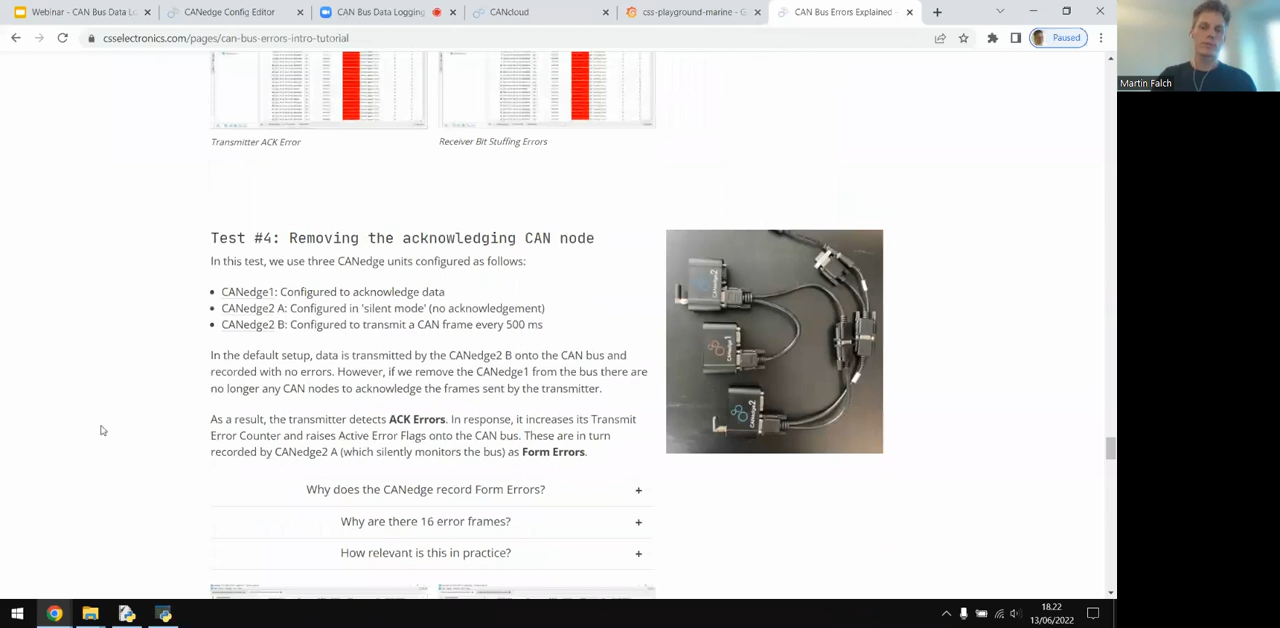 Webinar - CAN Bus Data Lo
CANedge Config Editor
CAN Bus Data Logging
CANcloud
css-playground-marine - G
CAN Bus Errors Explained -
csselectronics.com/pages/can-bus-errors-intro-tutorial
Paused
Martin Falch
Transmitter ACK Error
Receiver Bit Stuffing Errors
Test #4: Removing the acknowledging CAN node
In this test, we use three CANedge units configured as follows:
CANedge1: Configured to acknowledge data
CANedge2 A: Configured in 'silent mode' (no acknowledgement)
CANedge2 B: Configured to transmit a CAN frame every 500 ms
In the default setup, data is transmitted by the CANedge2 B onto the CAN bus and
recorded with no errors. However, if we remove the CANedge1 from the bus there are
no longer any CAN nodes to acknowledge the frames sent by the transmitter.
As a result, the transmitter detects ACK Errors. In response, it increases its Transmit
Error Counter and raises Active Error Flags onto the CAN bus. These are in turn
recorded by CANedge2 A (which silently monitors the bus) as Form Errors.
Why does the CANedge record Form Errors? +
Why are there 16 error frames? +
How relevant is this in practice? +
18.22
13/06/2022